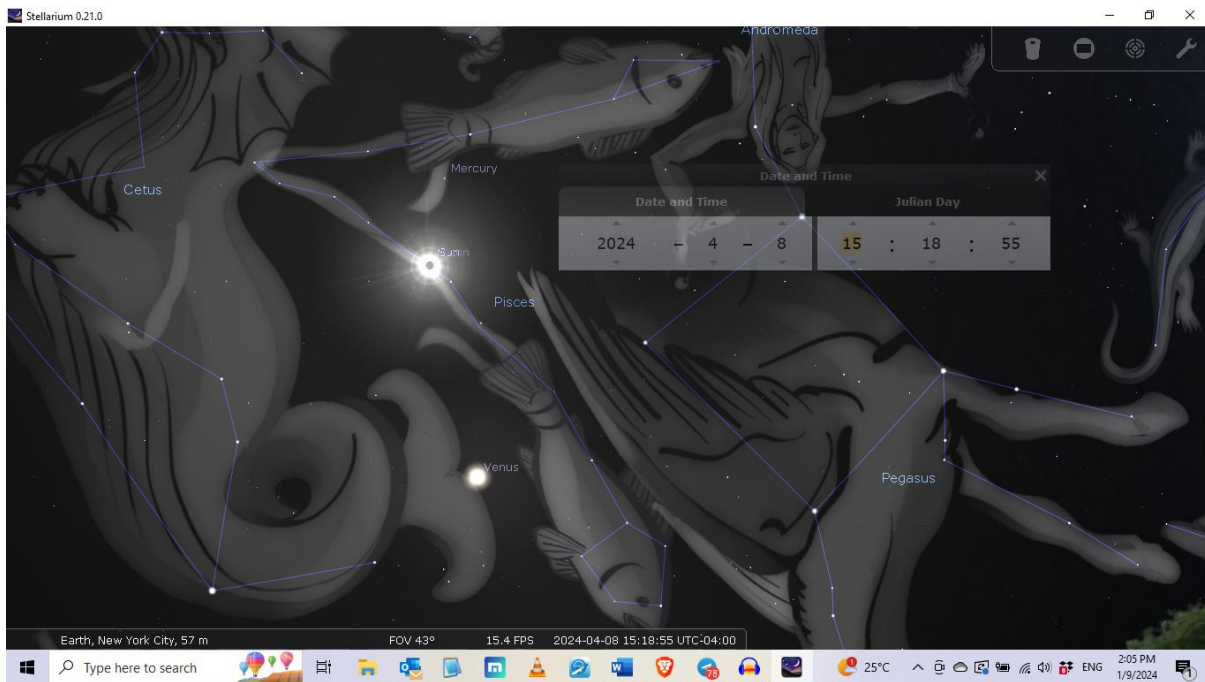 Stellarium 0.21.0
Andromeda
Mercury
Date and Time
Cetus
Date and Time Julian Day
2024 - 4 - 8 15 : 18 : 55
Pisces
Venus
Pegasus
Earth, New York City, 57 m FOV 43° 15.4 FPS 2024-04-08 15:18:55 UTC-04:00
Type here to search
78
25°C
ENG
2:05 PM
1/9/2024
1